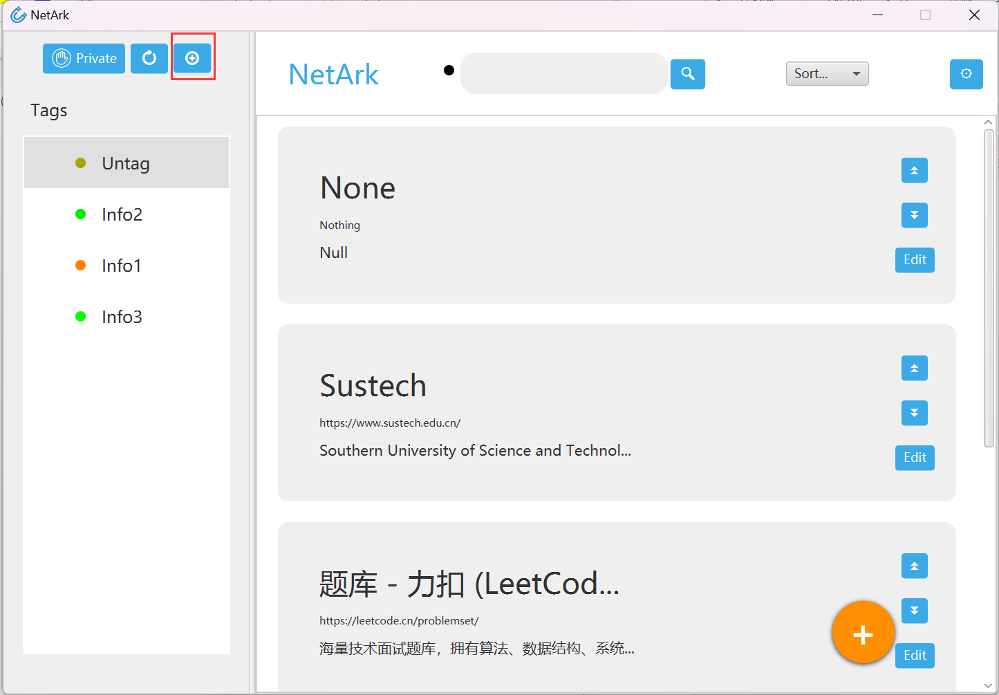 NetArk
Private
Tags
Untag
Info2
Info1
Info3
NetArk
Sort...
None
Nothing
Null
Edit
Sustech
https://www.sustech.edu.cn/
Southern University of Science and Technol...
Edit
题库 - 力扣 (LeetCod...
https://leetcode.cn/problemset/
海量技术面试题库，拥有算法、数据结构、系统...
+
Edit